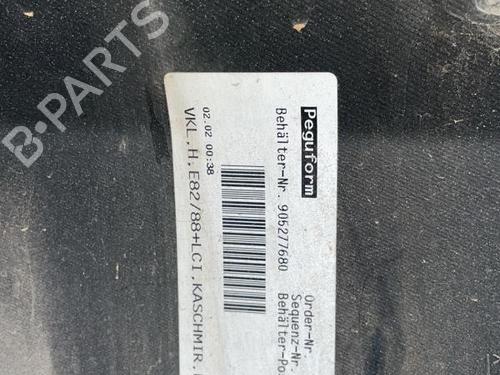 B-PARTS
Peguform
Behälter-Nr. 905277680
02.02 00:38
VKL.H.E82/88+LCI.KASCHMIR.
Order-Nr
Sequenz-Nr.
Behälter-Po